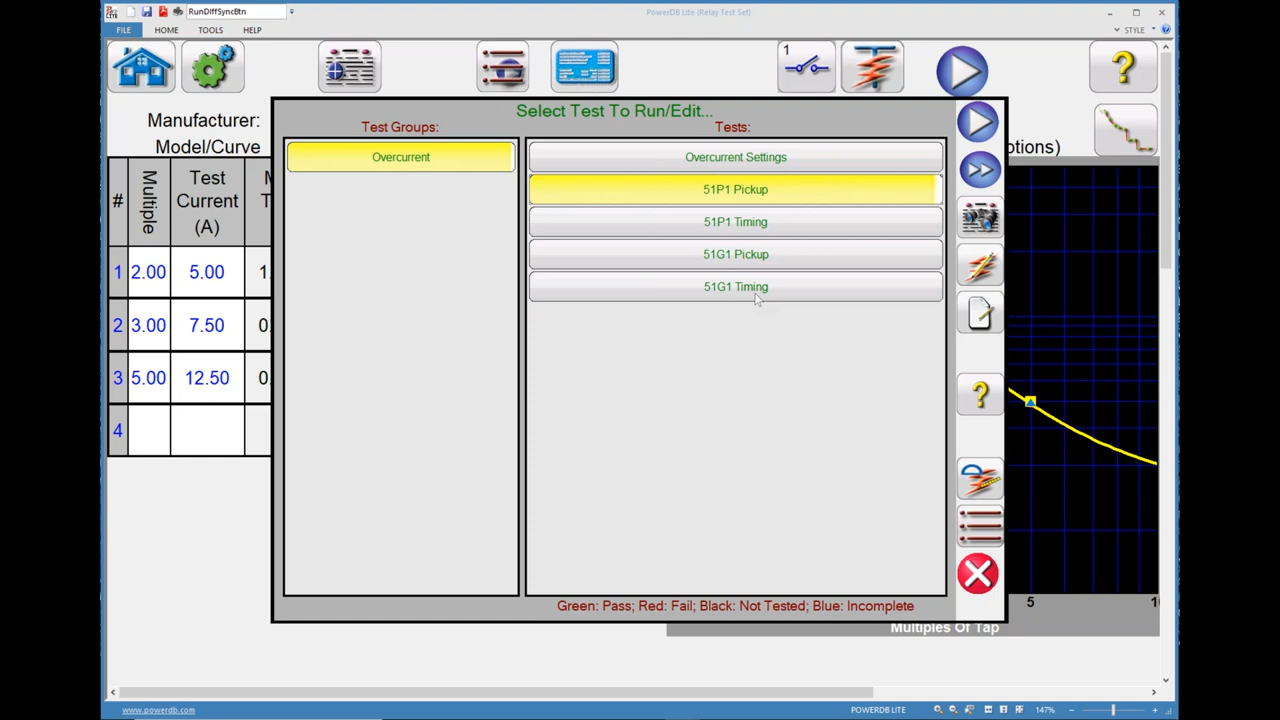 RunDiffSyncBtn
PowerDB Lite (Relay Test Set)
FILE HOME TOOLS HELP
STYLE
1
Manufacturer:
Model/Curve
Select Test To Run/Edit...
Test Groups:
Tests:
Overcurrent
Overcurrent Settings
51P1 Pickup
51P1 Timing
51G1 Pickup
51G1 Timing
Green: Pass; Red: Fail; Black: Not Tested; Blue: Incomplete
# Multiple Test Current (A)
1 2.00 5.00 1.
2 3.00 7.50 0.
3 5.00 12.50 0.
4
5
Multiples Of Tap
www.powerdb.com
POWERDB LITE
147%